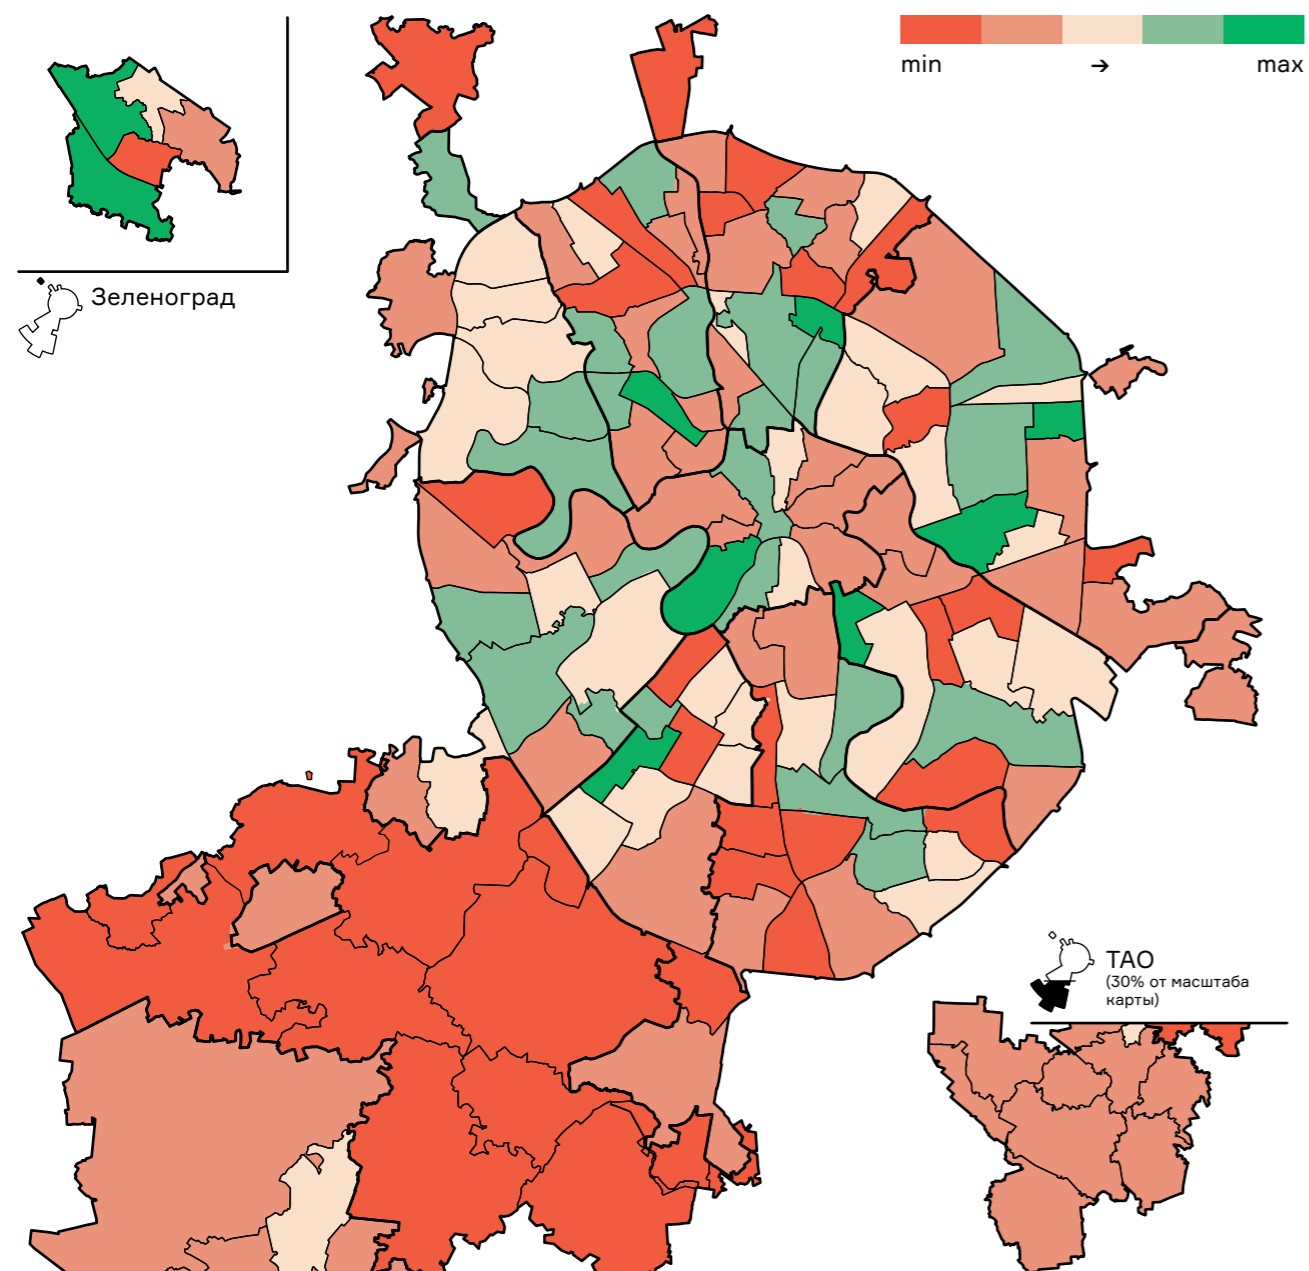 min → max
Зеленоград
ТАО
(30% от масштаба
карты)